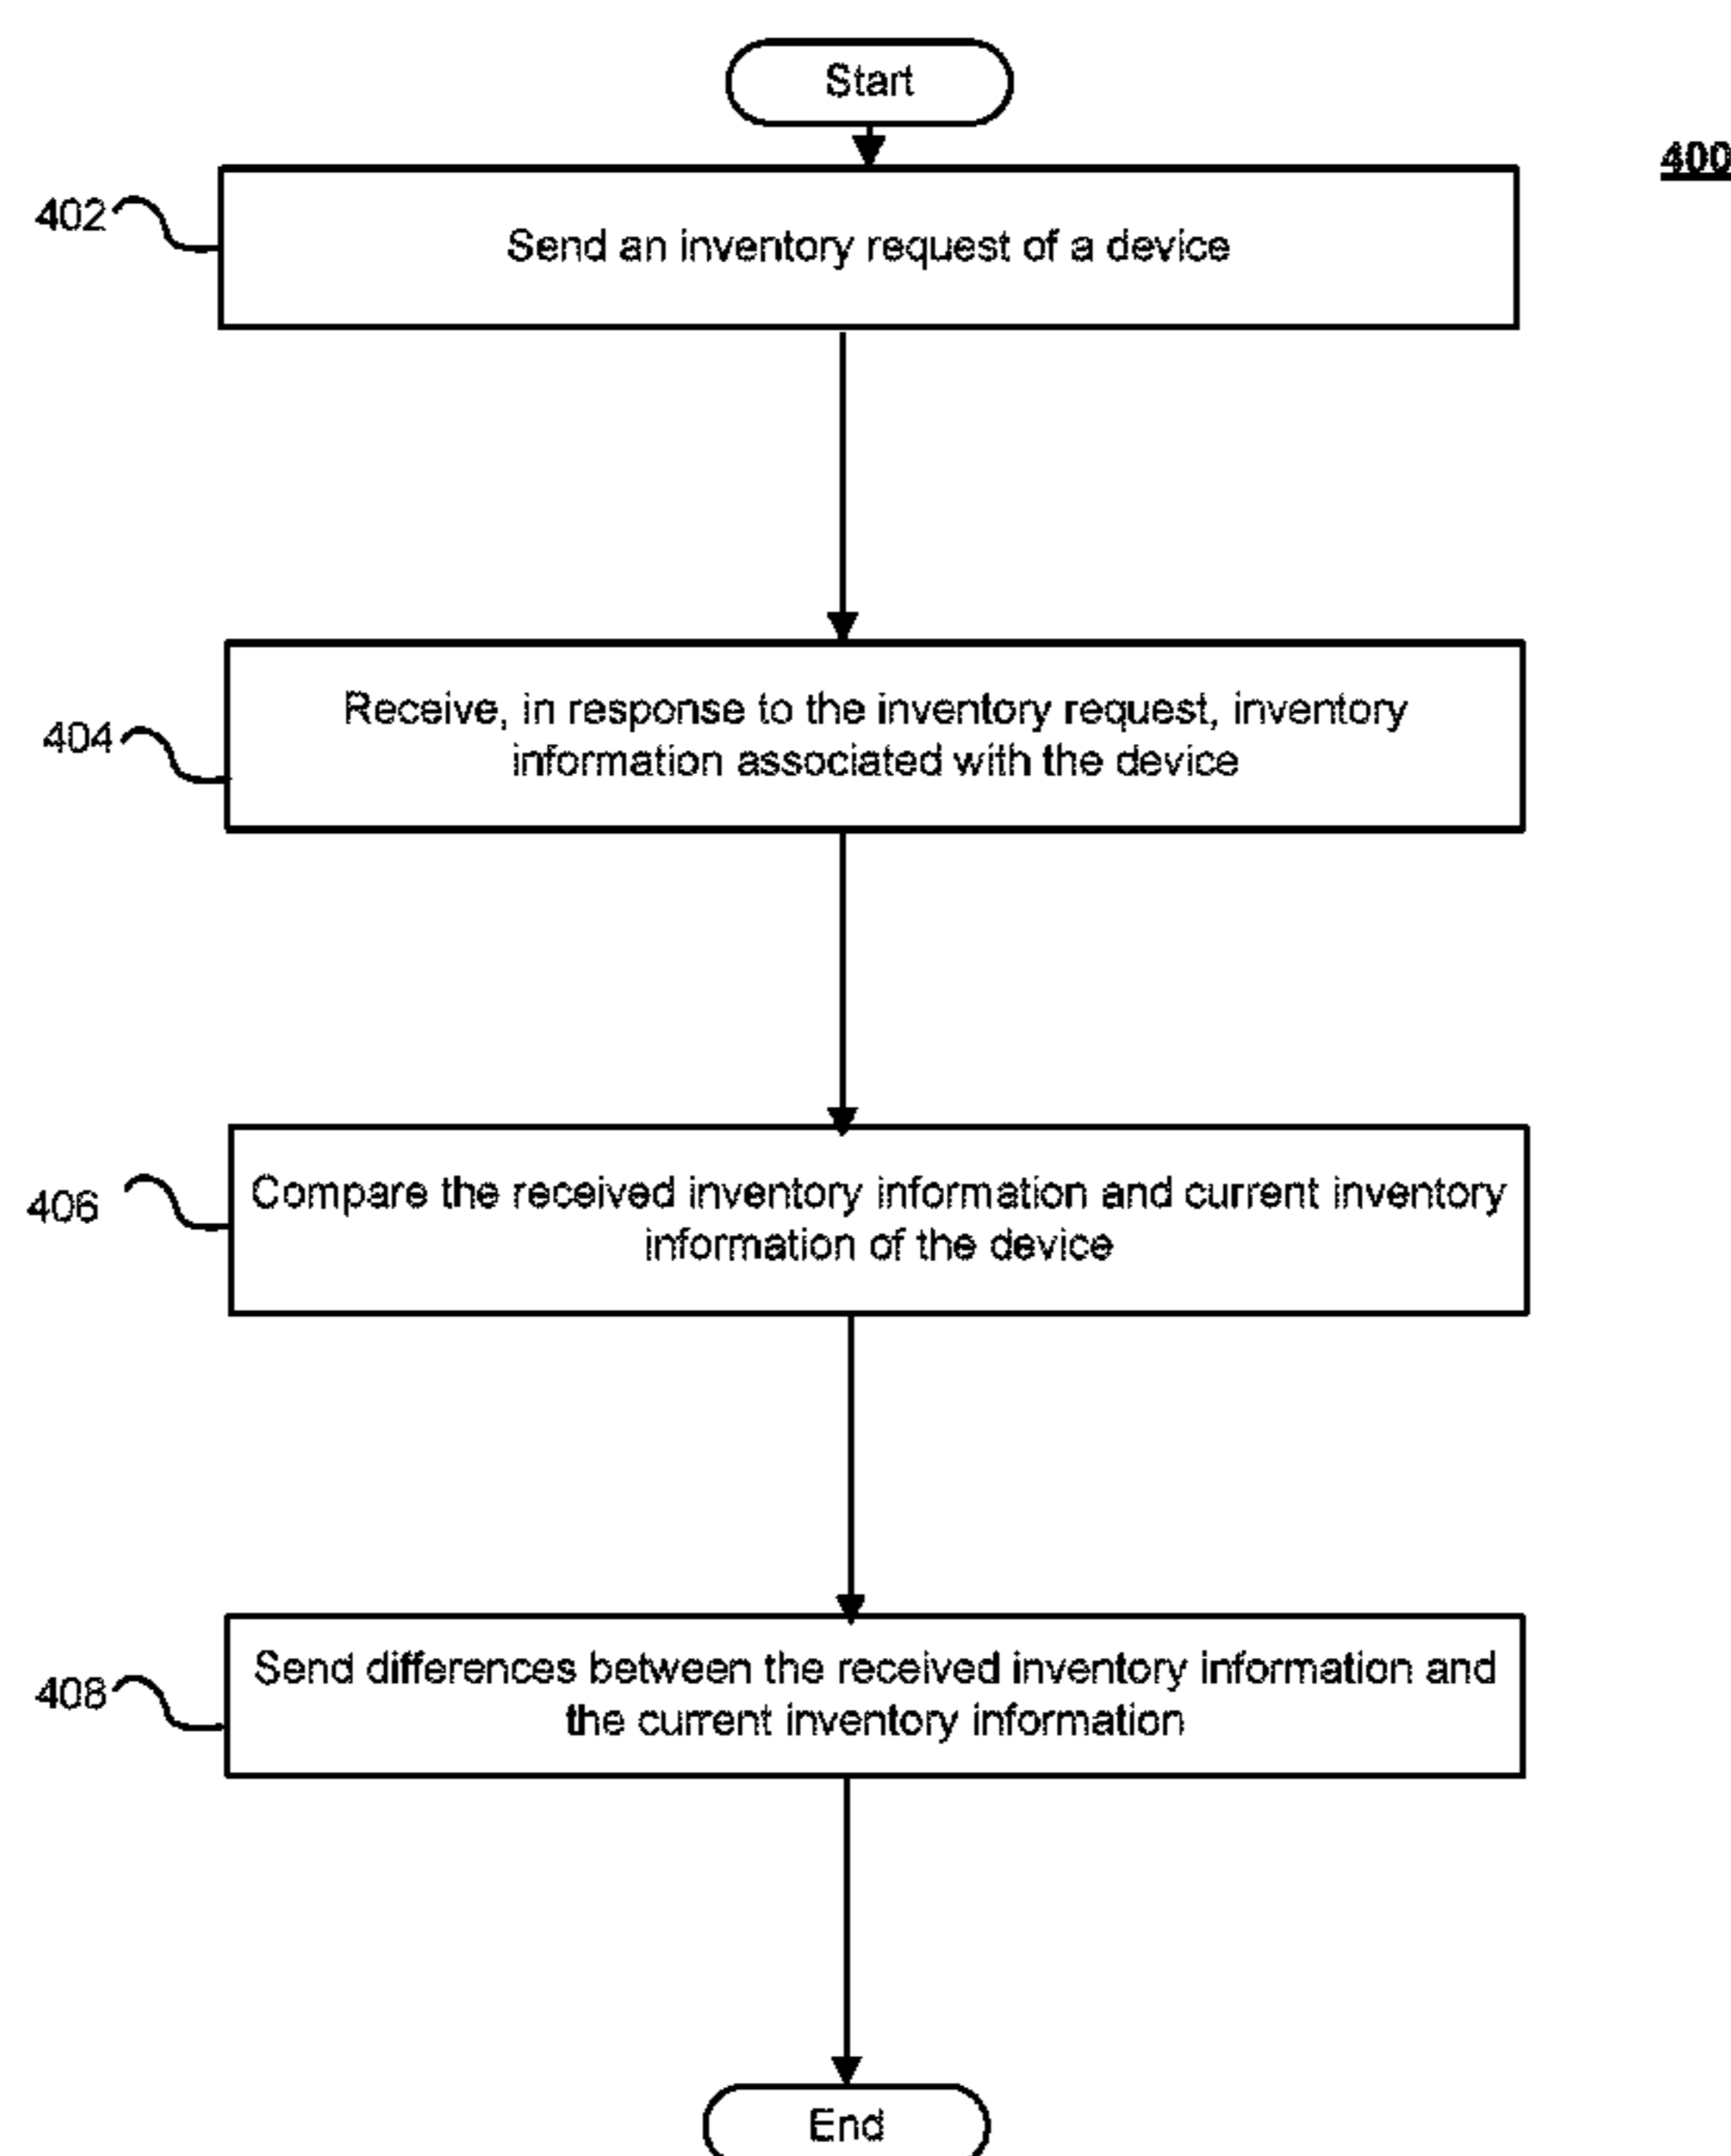 Start
400
402
Send an inventory request of a device
404
Receive, in response to the inventory request, inventory
information associated with the device
406
Compare the received inventory information and current inventory
information of the device
408
Send differences between the received inventory information and
the current inventory information
End